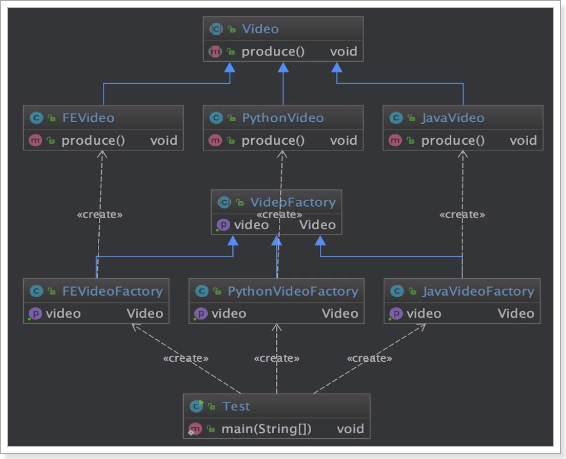 Video
produce() void
FEVideo PythonVideo JavaVideo
produce() void produce() void produce() void
VideoFactory
«create» «create» «create»
video Video
FEVideoFactory PythonVideoFactory JavaVideoFactory
video Video video Video video Video
«create» «create» «create»
Test
main(String[]) void